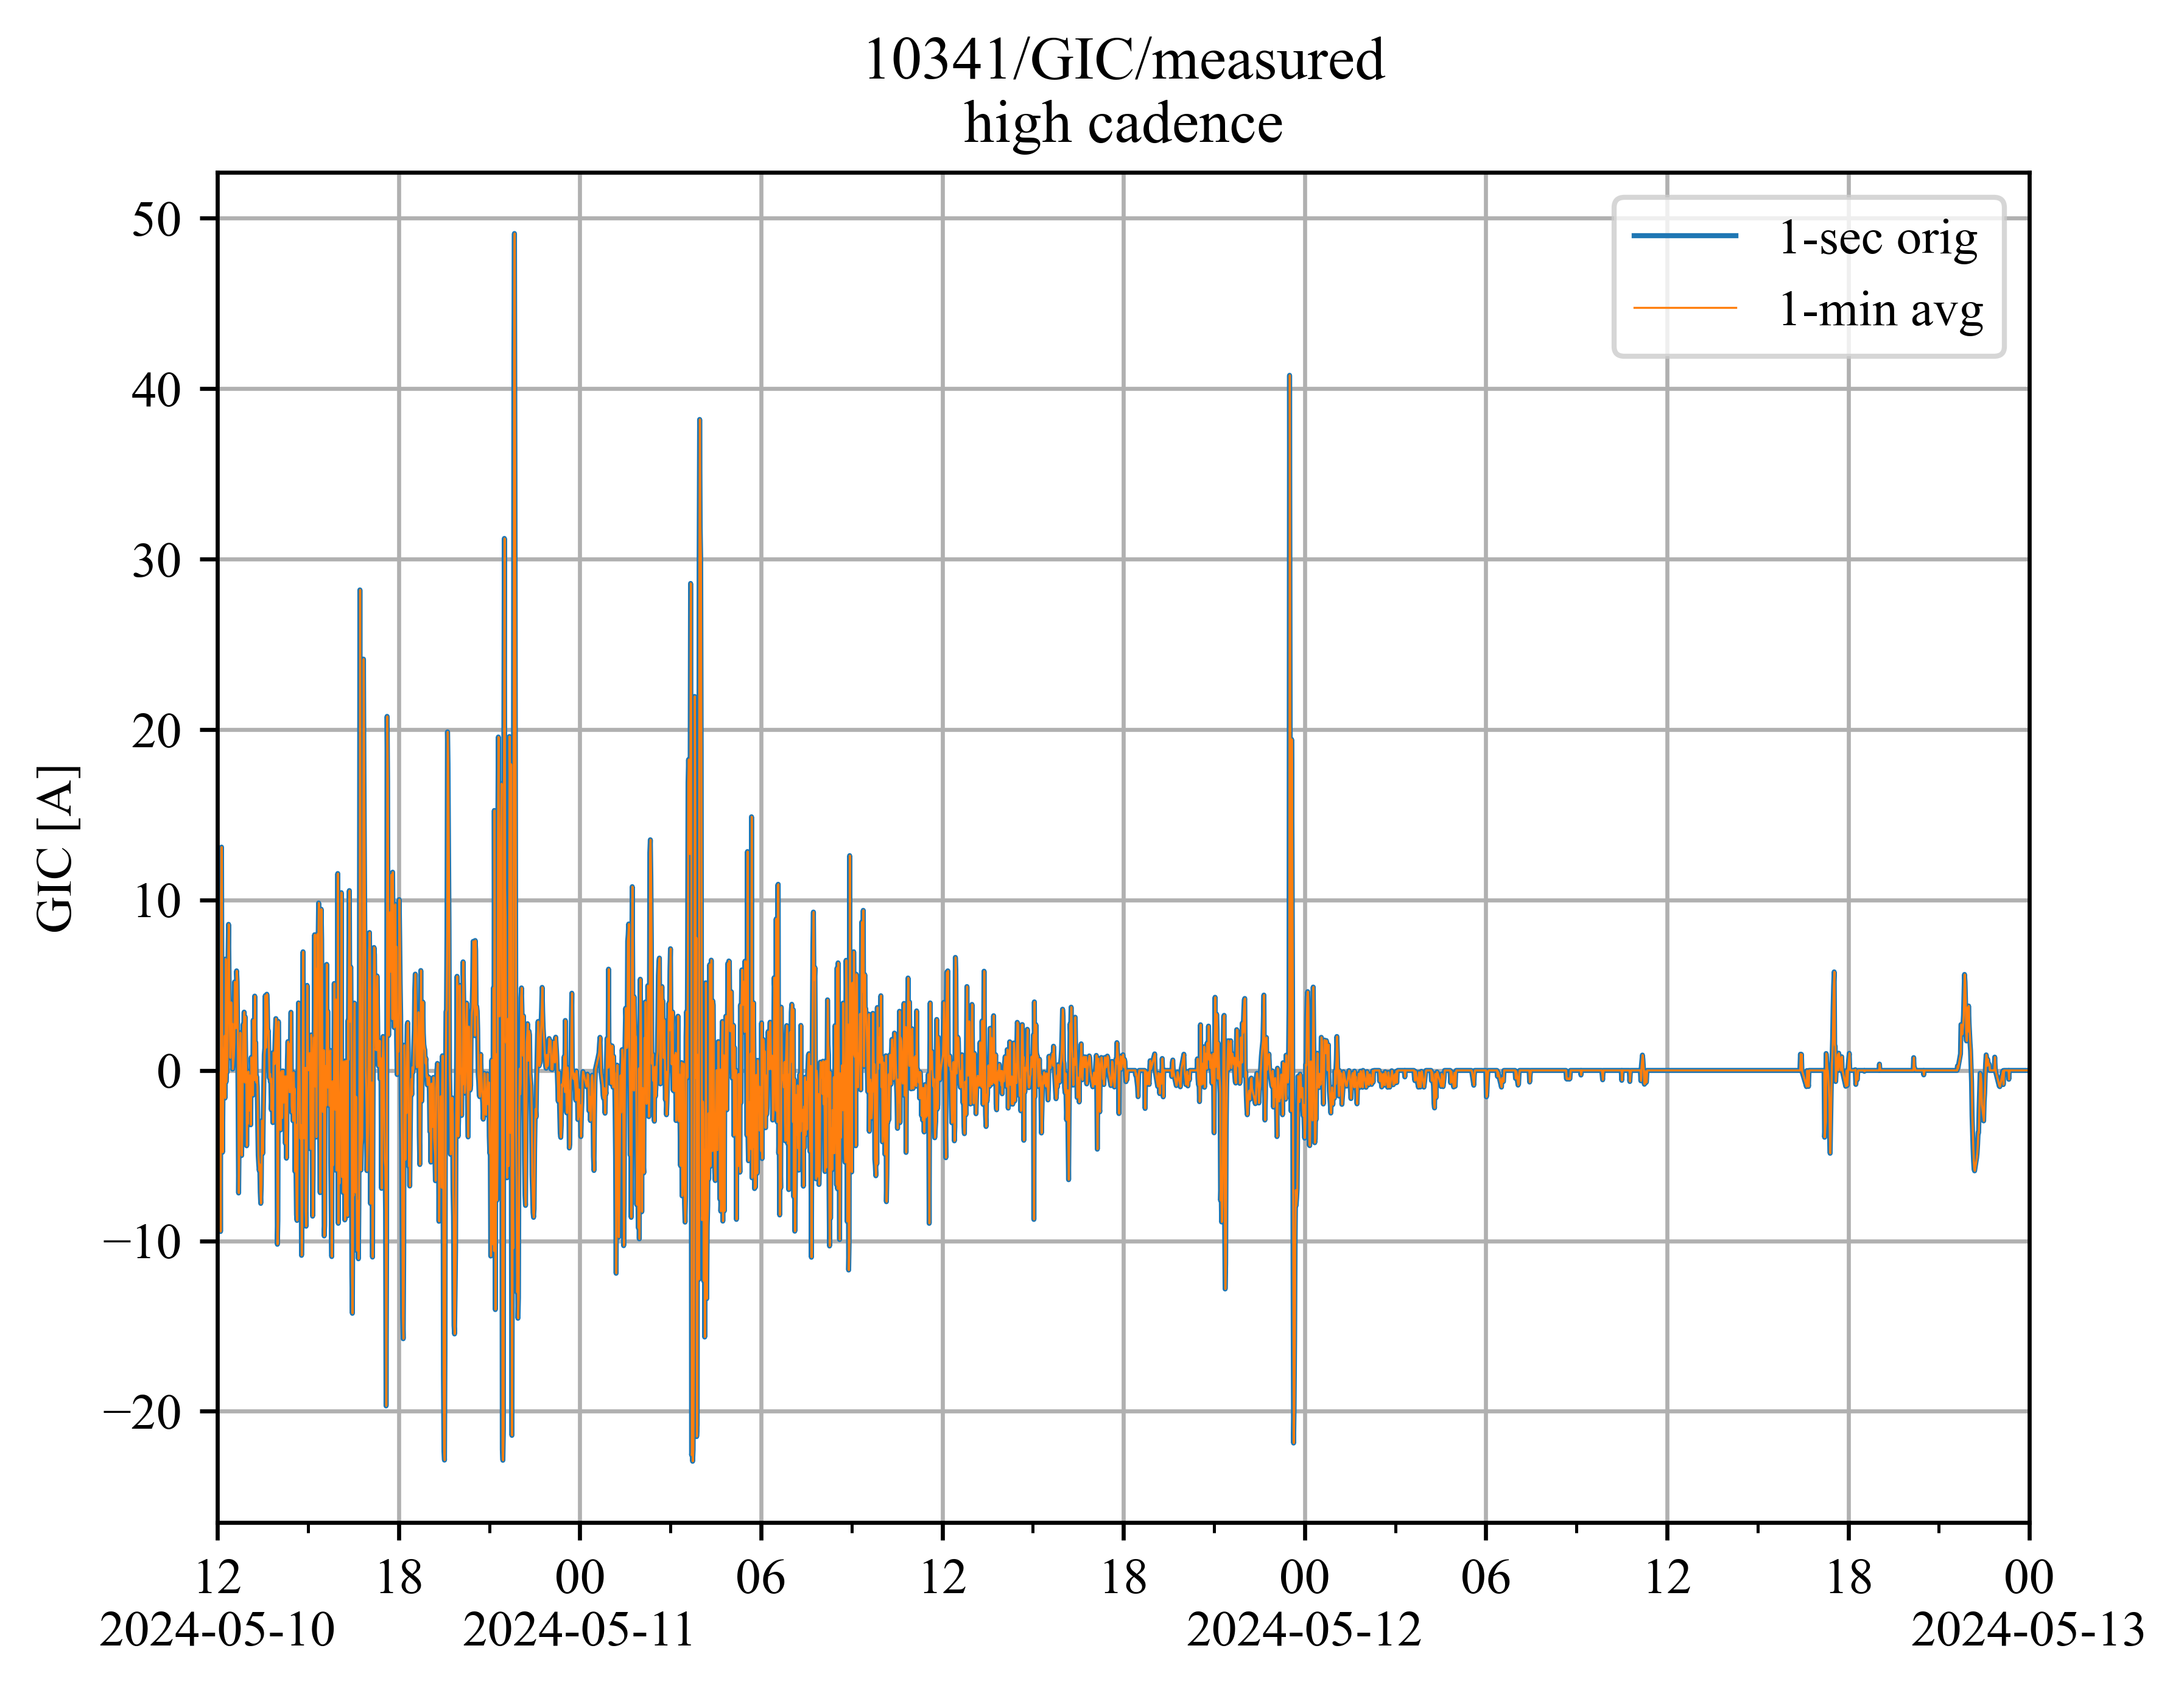 10341/GIC/measured
high cadence
1-sec orig
1-min avg
GIC [A]
50
40
30
20
10
0
−10
−20
12 18 00 06 12 18 00 06 12 18 00
2024-05-10 2024-05-11 2024-05-12 2024-05-13